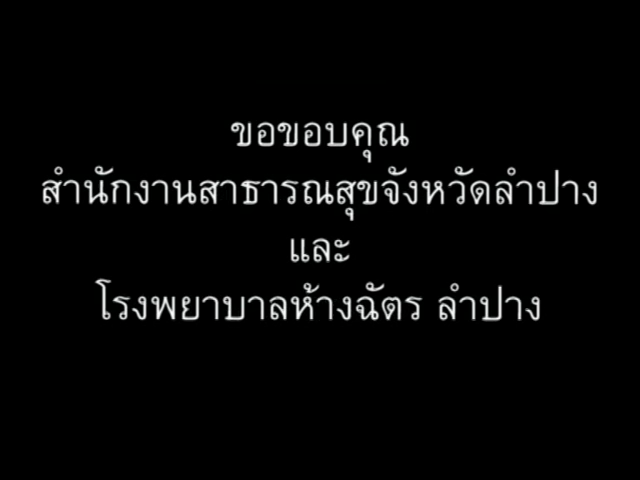 ขอขอบคุณ
สำนักงานสาธารณสุขจังหวัดลำปาง
และ
โรงพยาบาลห้างฉัตร ลำปาง